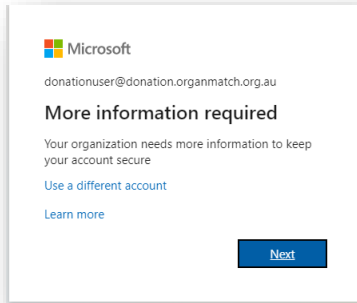 Microsoft
donationuser@donation.organmatch.org.au
More information required
Your organization needs more information to keep
your account secure
Use a different account
Learn more
Next